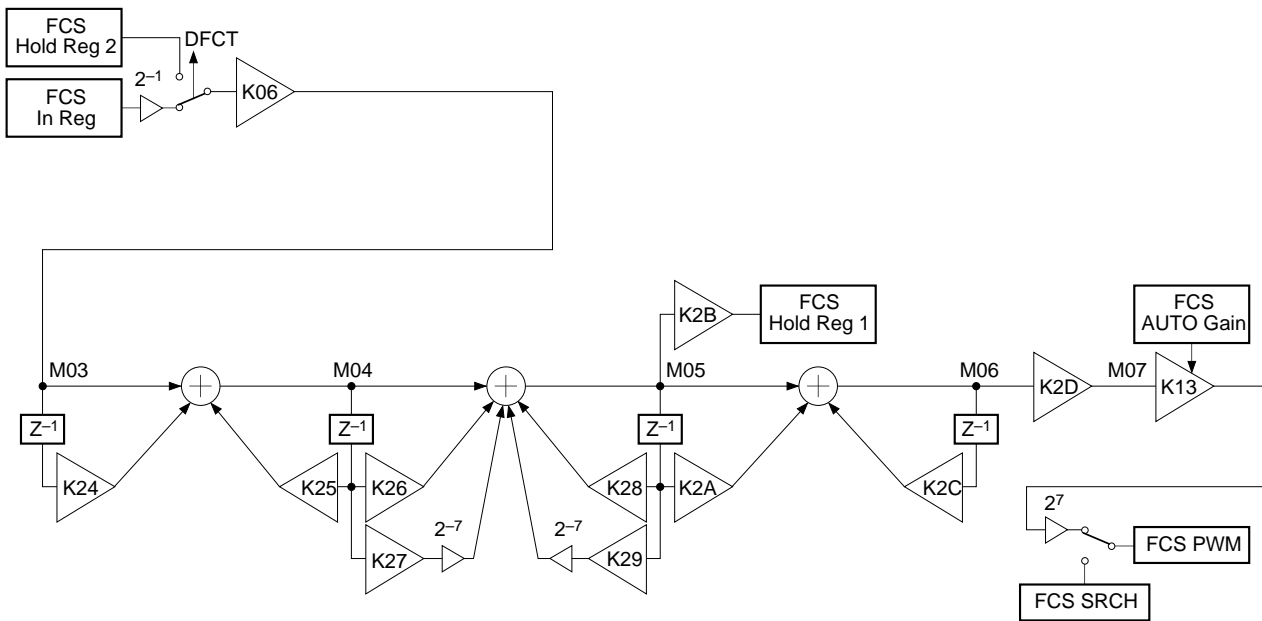 FCS
Hold Reg 2
DFCT
2⁻¹
K06
FCS
In Reg
K2B
FCS
Hold Reg 1
FCS
AUTO Gain
M03
M04
M05
M06
K2D
M07
K13
Z⁻¹
Z⁻¹
Z⁻¹
Z⁻¹
K24
K25
K26
K28
K2A
K2C
2⁷
K27
2⁻⁷
2⁻⁷
K29
FCS PWM
FCS SRCH